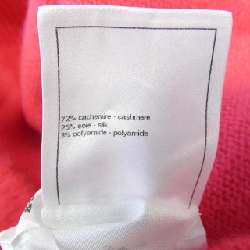 72% cachemire - cashmere
25% soie - silk
3% polyamide - polyamide